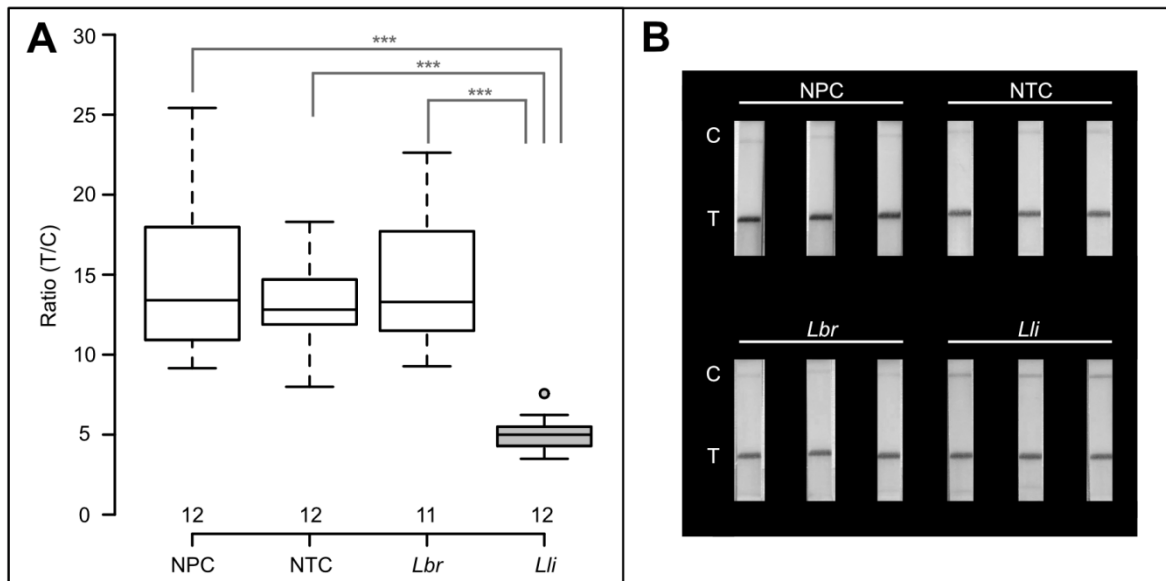 A
30
25
20
15
10
5
0
Ratio (T/C)
***
***
***
12 12 11 12
NPC NTC Lbr Lli
B
NPC NTC
C
T
Lbr Lli
C
T